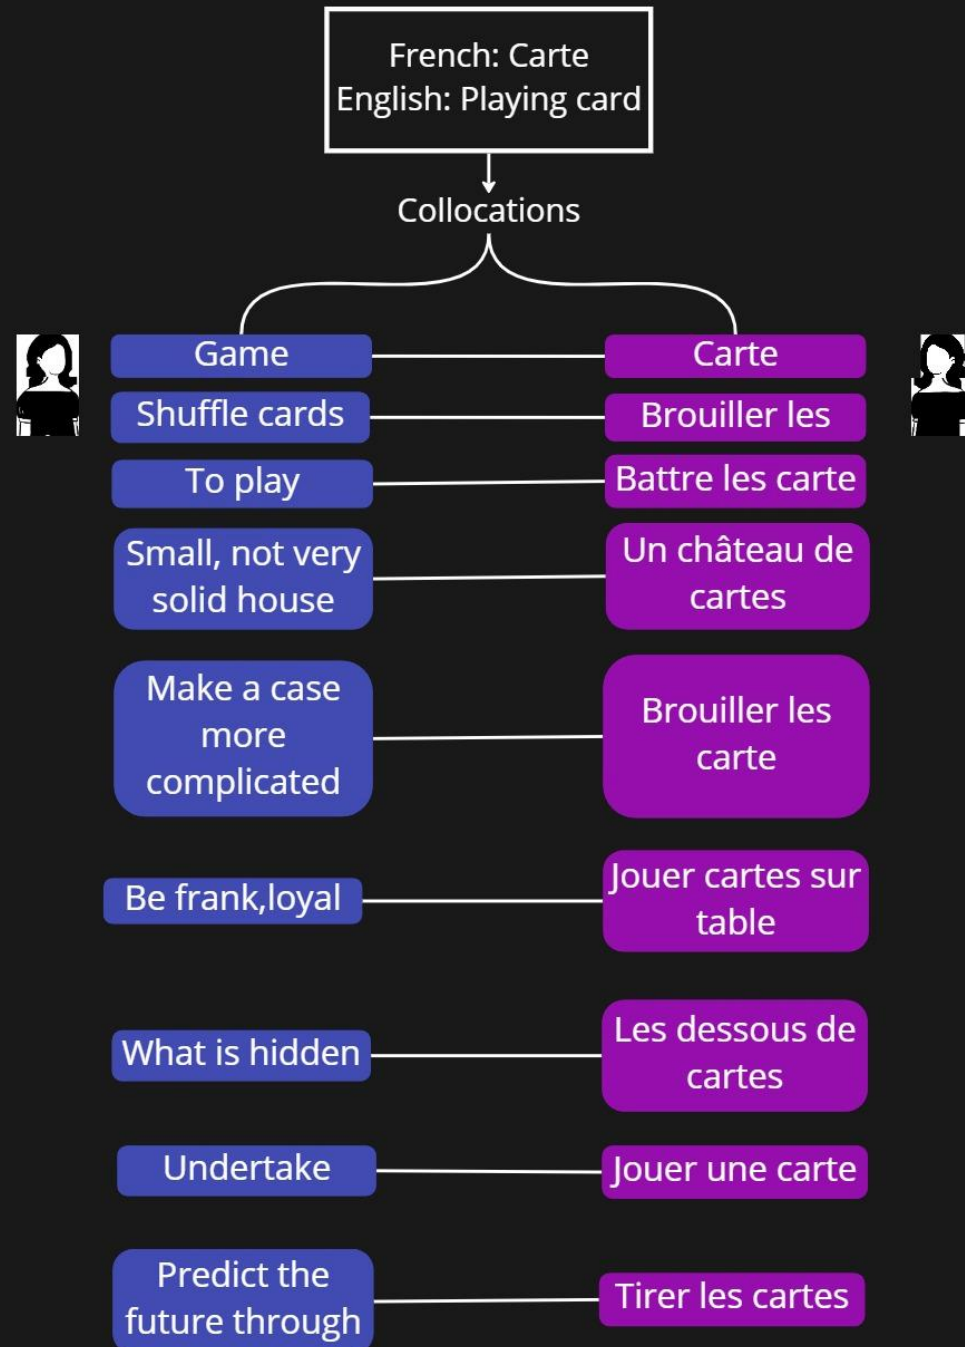 French: Carte
English: Playing card
Collocations
Game
Carte
Shuffle cards
Brouiller les
To play
Battre les carte
Small, not very
solid house
Un château de
cartes
Make a case
more
complicated
Brouiller les
carte
Be frank,loyal
Jouer cartes sur
table
What is hidden
Les dessous de
cartes
Undertake
Jouer une carte
Predict the
future through
Tirer les cartes